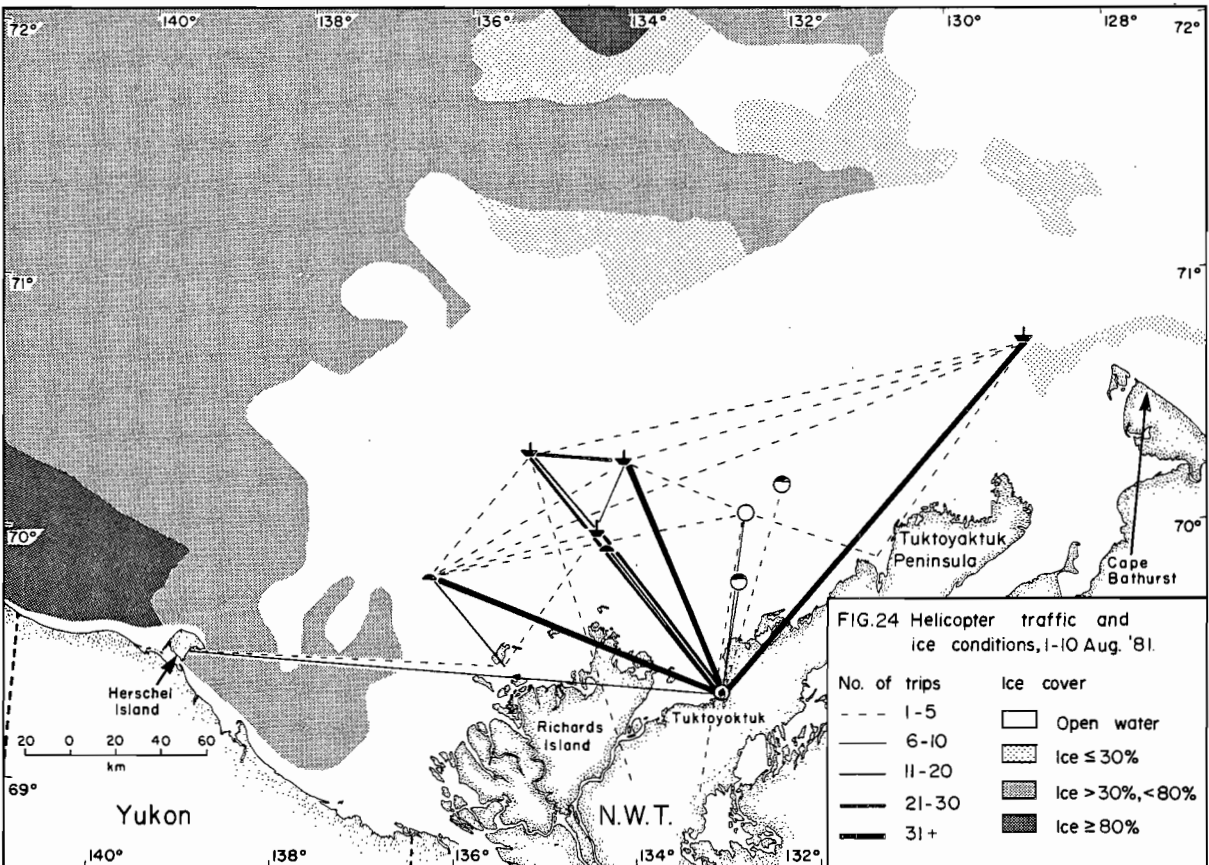 72°
140°
138°
136°
134°
132°
130°
128°
72°
71°
71°
70°
70°
Tuktoyaktuk
Peninsula
Cape
Bathurst
Herschel
Island
Richards
Island
Tuktoyoktuk
20 0 20 40 60
km
69°
Yukon
N.W.T.
140°
138°
136°
134°
132°
FIG.24 Helicopter traffic and
ice conditions, 1-10 Aug. '81.
No. of trips
1-5
6-10
11-20
21-30
31+
Ice cover
Open water
Ice ≤ 30%
Ice >30%, <80%
Ice ≥ 80%